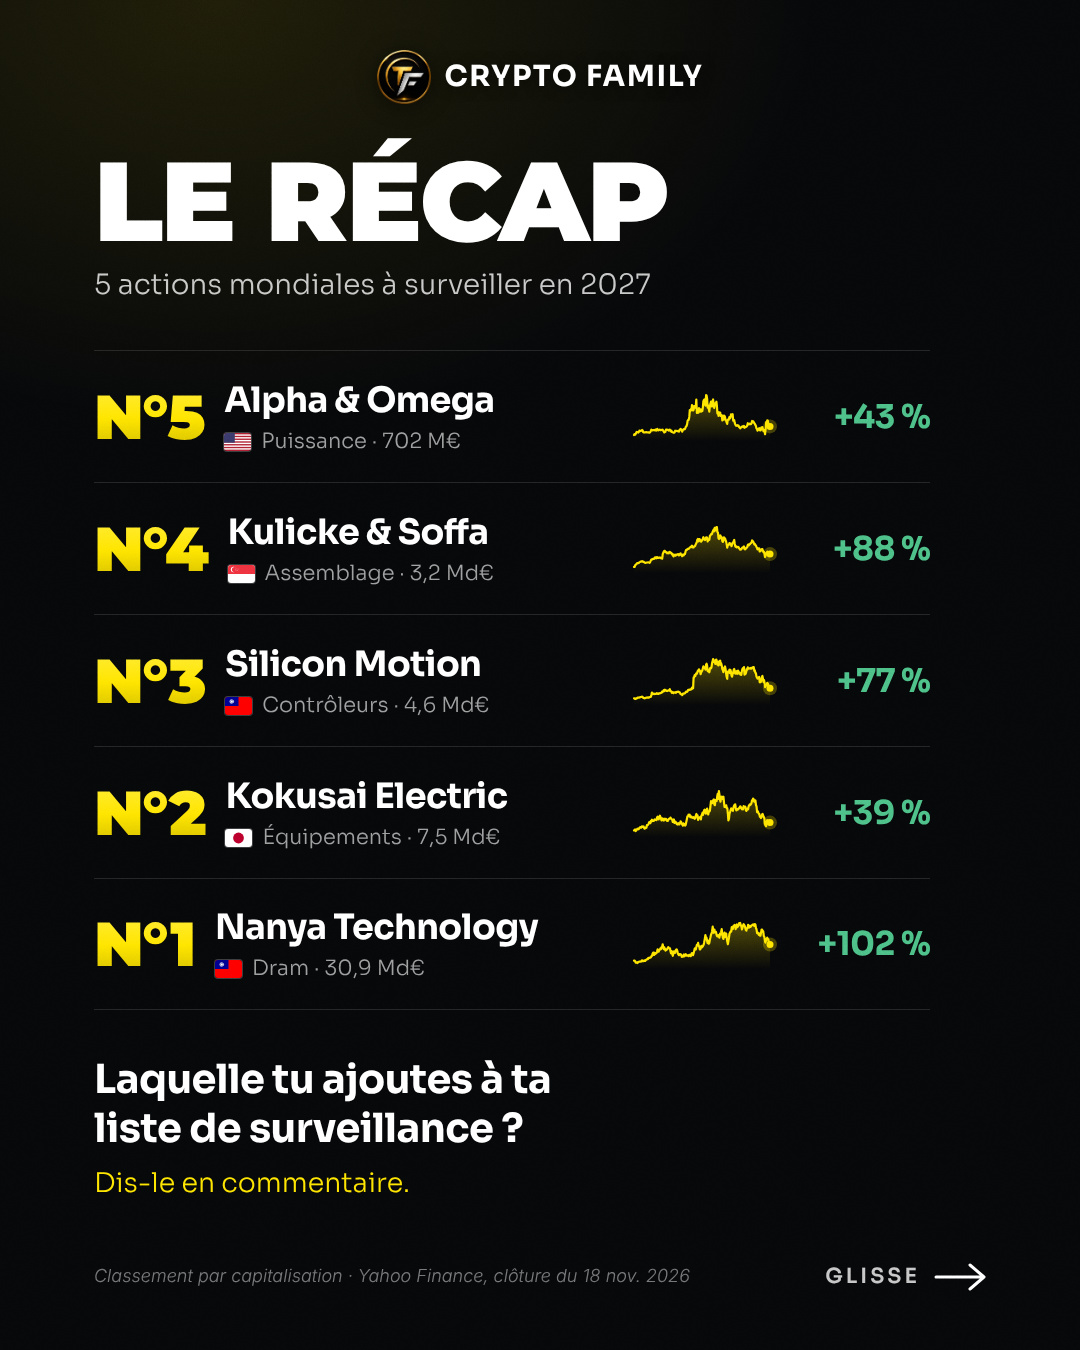 TF CRYPTO FAMILY
LE RÉCAP
5 actions mondiales à surveiller en 2027
N°5 Alpha & Omega +43 %
Puissance · 702 M€
N°4 Kulicke & Soffa +88 %
Assemblage · 3,2 Md€
N°3 Silicon Motion +77 %
Contrôleurs · 4,6 Md€
N°2 Kokusai Electric +39 %
Équipements · 7,5 Md€
N°1 Nanya Technology +102 %
Dram · 30,9 Md€
Laquelle tu ajoutes à ta
liste de surveillance ?
Dis-le en commentaire.
Classement par capitalisation · Yahoo Finance, clôture du 18 nov. 2026
GLISSE